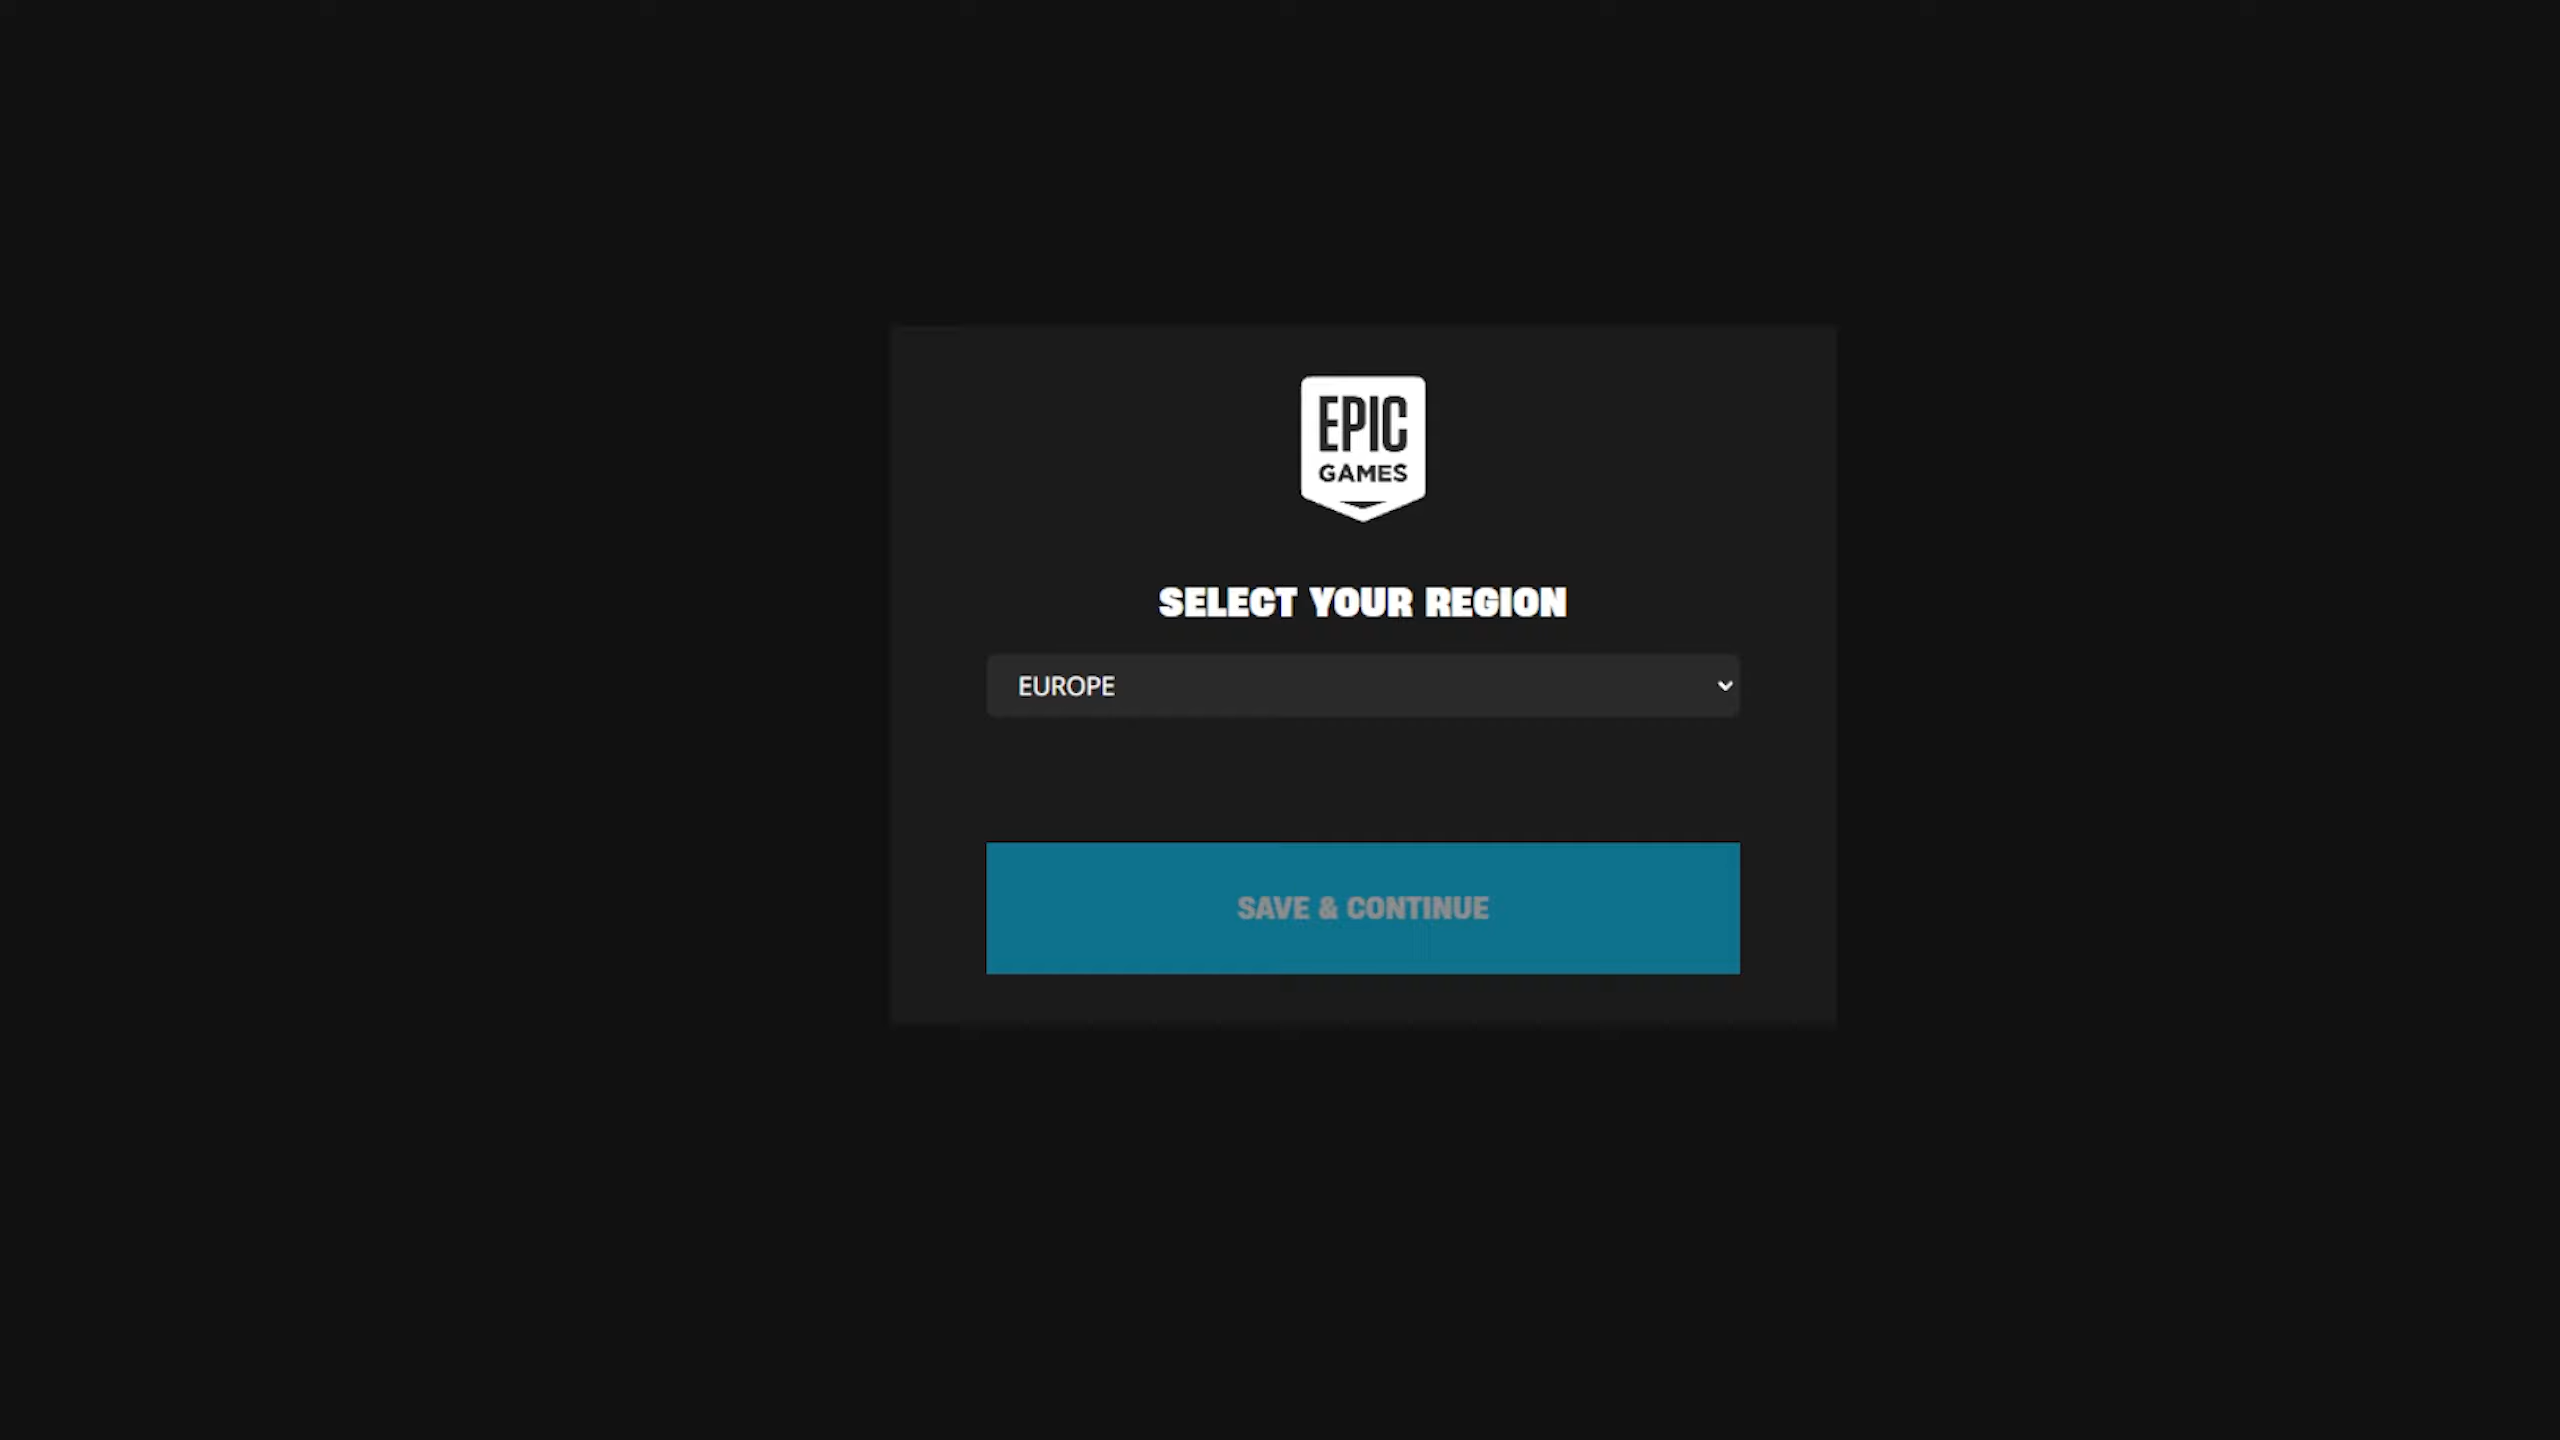 EPIC
GAMES
SELECT YOUR REGION
EUROPE
SAVE & CONTINUE